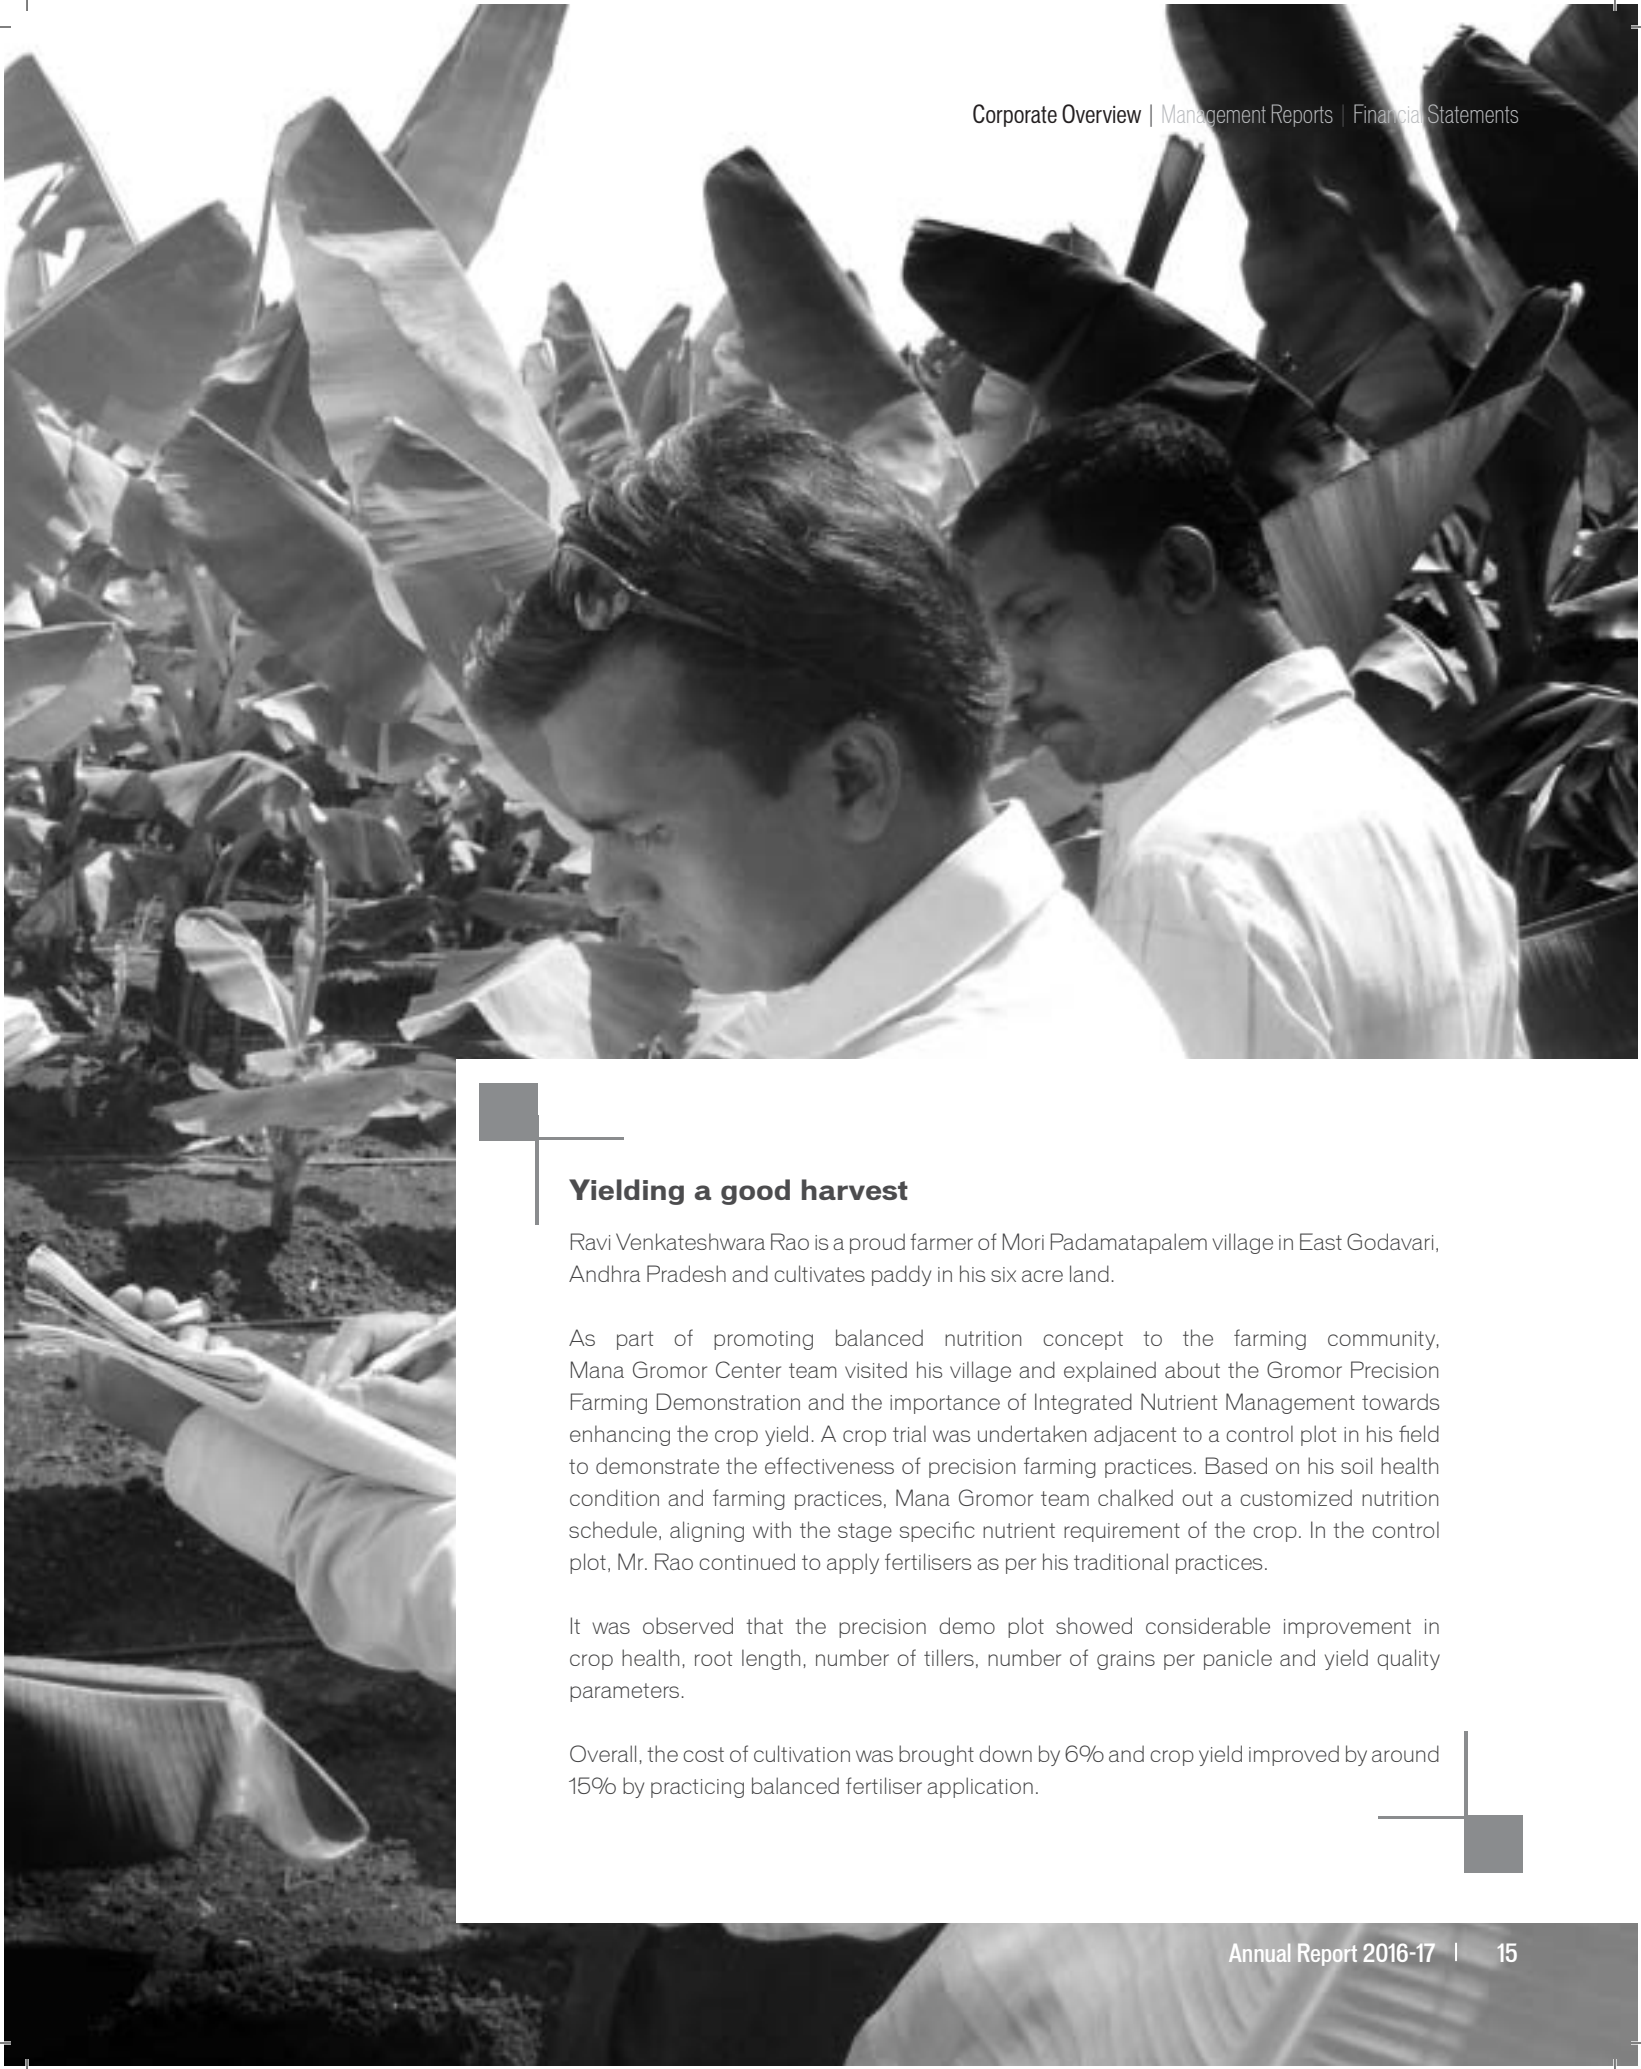 Corporate Overview | Management Reports | Financial Statements
Yielding a good harvest
Ravi Venkateshwara Rao is a proud farmer of Mori Padamatapalem village in East Godavari,
Andhra Pradesh and cultivates paddy in his six acre land.
As part of promoting balanced nutrition concept to the farming community,
Mana Gromor Center team visited his village and explained about the Gromor Precision
Farming Demonstration and the importance of Integrated Nutrient Management towards
enhancing the crop yield. A crop trial was undertaken adjacent to a control plot in his field
to demonstrate the effectiveness of precision farming practices. Based on his soil health
condition and farming practices, Mana Gromor team chalked out a customized nutrition
schedule, aligning with the stage specific nutrient requirement of the crop. In the control
plot, Mr. Rao continued to apply fertilisers as per his traditional practices.
It was observed that the precision demo plot showed considerable improvement in
crop health, root length, number of tillers, number of grains per panicle and yield quality
parameters.
Overall, the cost of cultivation was brought down by 6% and crop yield improved by around
15% by practicing balanced fertiliser application.
Annual Report 2016-17 | 15